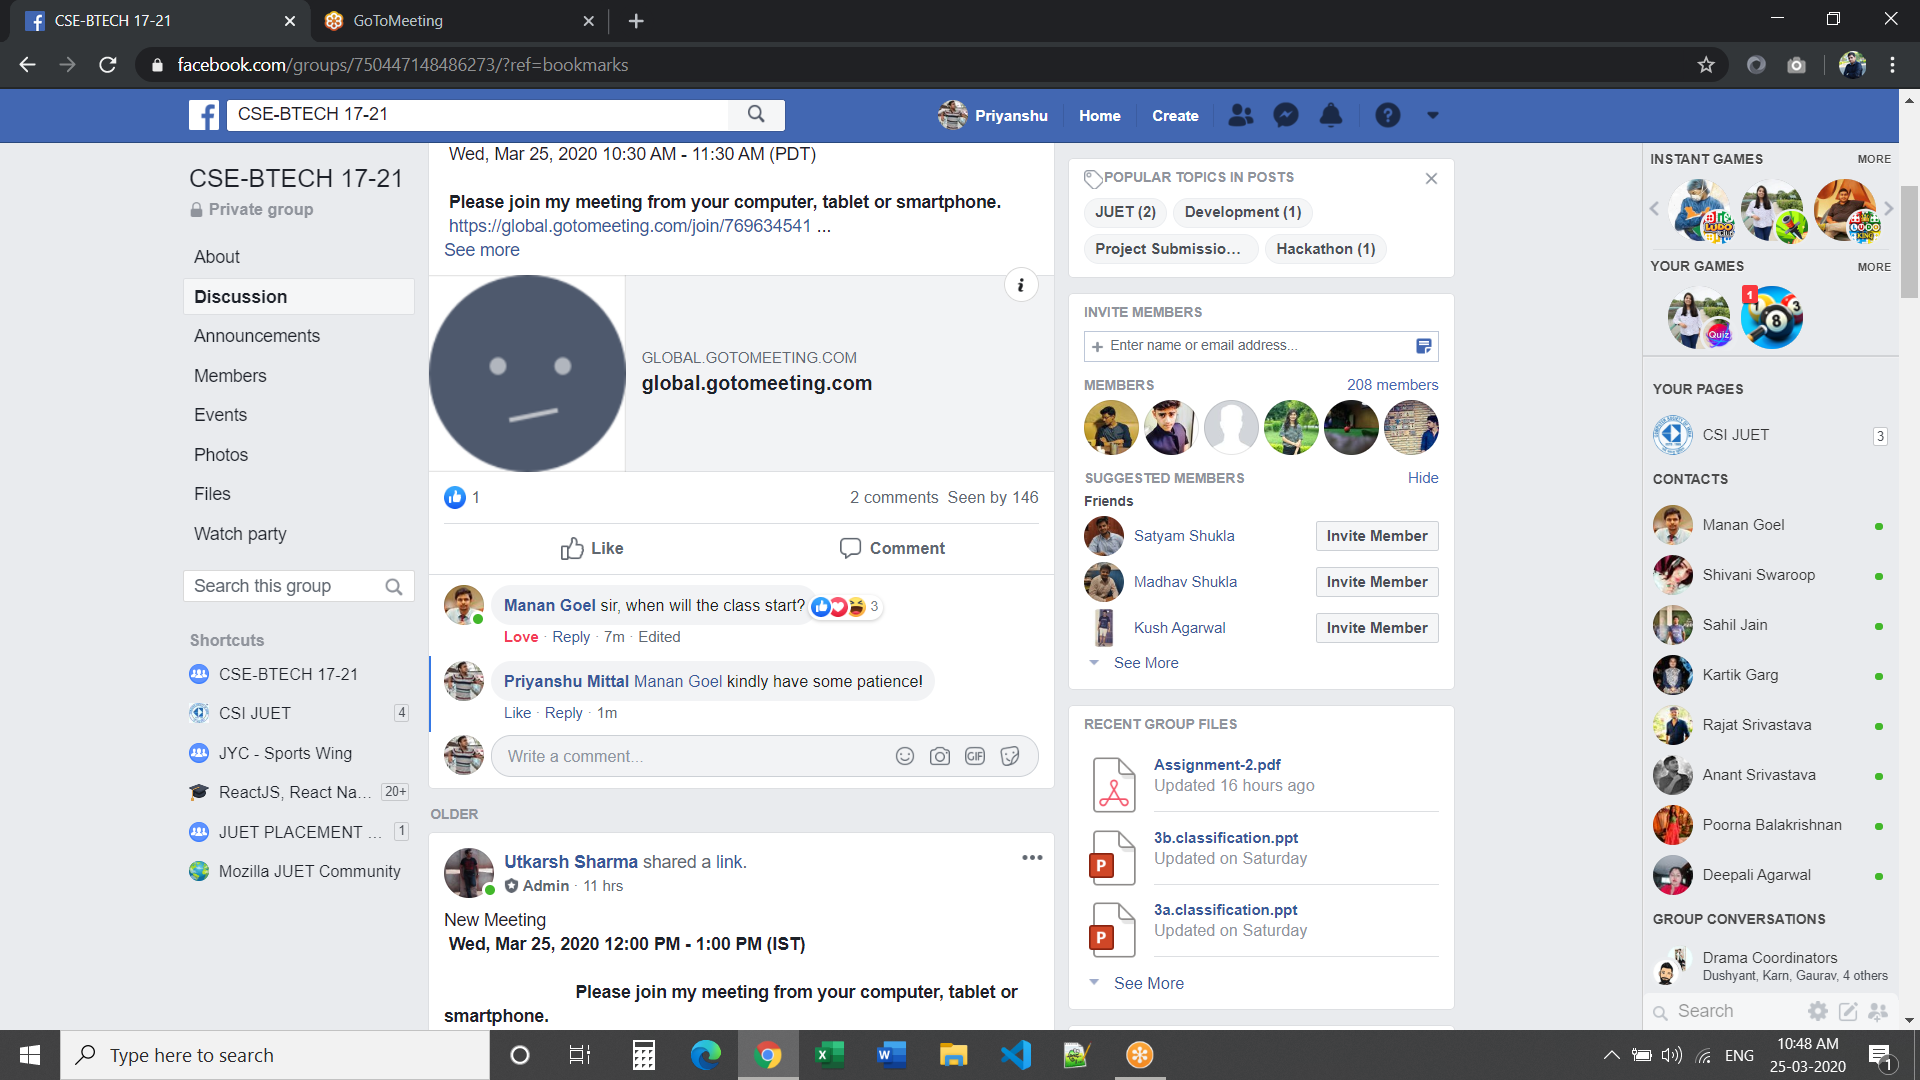 CSE-BTECH 17-21
GoToMeeting
facebook.com/groups/750447148486273/?ref=bookmarks
CSE-BTECH 17-21
Priyanshu
Home
Create
CSE-BTECH 17-21
Private group
About
Discussion
Announcements
Members
Events
Photos
Files
Watch party
Search this group
Shortcuts
CSE-BTECH 17-21
CSI JUET 4
JYC - Sports Wing
ReactJS, React Na... 20+
JUET PLACEMENT ... 1
Mozilla JUET Community
Wed, Mar 25, 2020 10:30 AM - 11:30 AM (PDT)
Please join my meeting from your computer, tablet or smartphone.
https://global.gotomeeting.com/join/769634541 ...
See more
i
GLOBAL.GOTOMEETING.COM
global.gotomeeting.com
1
2 comments Seen by 146
Like
Comment
Manan Goel sir, when will the class start? 3
Love · Reply · 7m · Edited
Priyanshu Mittal Manan Goel kindly have some patience!
Like · Reply · 1m
Write a comment...
GIF
OLDER
Utkarsh Sharma shared a link.
Admin · 11 hrs
New Meeting
Wed, Mar 25, 2020 12:00 PM - 1:00 PM (IST)
Please join my meeting from your computer, tablet or
smartphone.
POPULAR TOPICS IN POSTS
JUET (2)
Development (1)
Project Submissio...
Hackathon (1)
INVITE MEMBERS
+ Enter name or email address...
MEMBERS
208 members
SUGGESTED MEMBERS
Hide
Friends
Satyam Shukla
Invite Member
Madhav Shukla
Invite Member
Kush Agarwal
Invite Member
See More
RECENT GROUP FILES
Assignment-2.pdf
Updated 16 hours ago
P
3b.classification.ppt
Updated on Saturday
P
3a.classification.ppt
Updated on Saturday
See More
INSTANT GAMES
MORE
LUDO
LUDO
KING
YOUR GAMES
MORE
Quiz
1
1
8
3
YOUR PAGES
CSI JUET
3
CONTACTS
Manan Goel
Shivani Swaroop
Sahil Jain
Kartik Garg
Rajat Srivastava
Anant Srivastava
Poorna Balakrishnan
Deepali Agarwal
GROUP CONVERSATIONS
Drama Coordinators
Dushyant, Karn, Gaurav, 4 others
Search
Type here to search
ENG
10:48 AM
25-03-2020
1